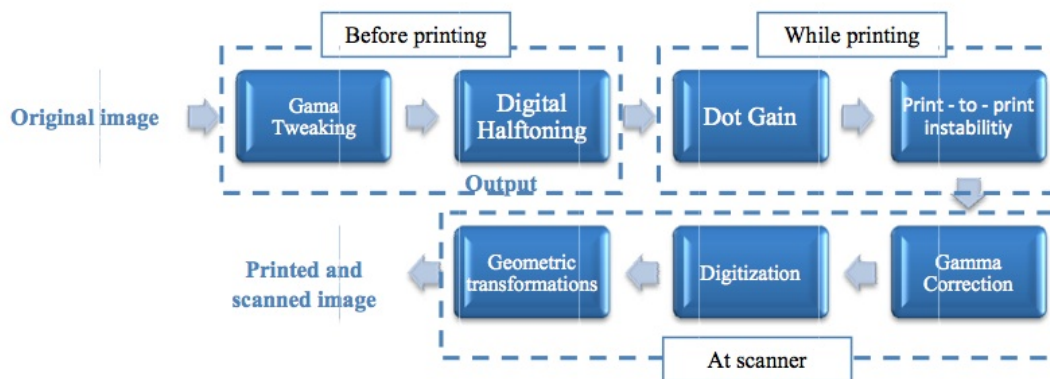 Before printing
While printing
Original image
Gama
Tweaking
Digital
Halftoning
Dot Gain
Print - to - print
instabilitiy
Output
Printed and
scanned image
Geometric
transformations
Digitization
Gamma
Correction
At scanner